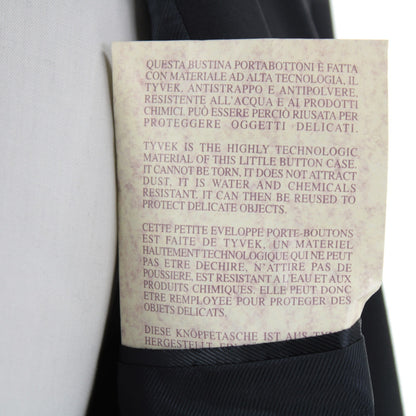 QUESTA BUSTINA PORTABOTTONI È FATTA
CON MATERIALE AD ALTA TECNOLOGIA, IL
TYVEK, ANTISTRAPPO E ANTIPOLVERE,
RESISTENTE ALL'ACQUA E AI PRODOTTI
CHIMICI. PUÒ ESSERE PERCIÒ RIUSATA PER
PROTEGGERE OGGETTI DELICATI.
TYVEK IS THE HIGHLY TECHNOLOGIC
MATERIAL OF THIS LITTLE BUTTON CASE.
IT CANNOT BE TORN, IT DOES NOT ATTRACT
DUST, IT IS WATER AND CHEMICALS
RESISTANT, IT CAN THEN BE REUSED TO
PROTECT DELICATE OBJECTS.
CETTE PETITE EVELOPPE PORTE-BOUTONS
EST FAITE DE TYVEK, UN MATERIEL
HAUTEMENT TECHNOLOGIQUE QUI NE PEUT
PAS ETRE DECHIRE, N'ATTIRE PAS DE
POUSSIERE, EST RESISTANT A L'EAU ET AUX
PRODUITS CHIMIQUES. ELLE PEUT DONC
ETRE REMPLOYEE POUR PROTEGER DES
OBJETS DELICATS.
DIESE KNÖPFETASCHE IST AUS
HERGESTELLT